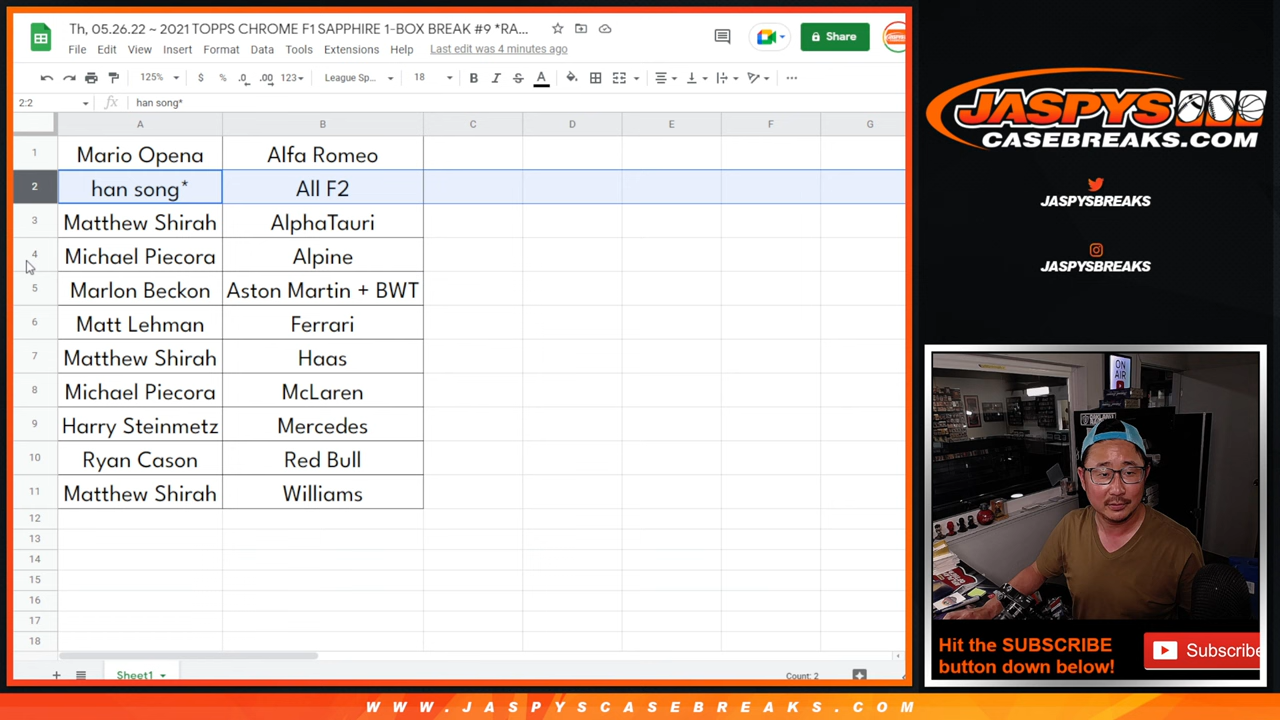 Th, 05.26.22 ~ 2021 TOPPS CHROME F1 SAPPHIRE 1-BOX BREAK #9 *RA...
File Edit View Insert Format Data Tools Extensions Help Last edit was 4 minutes ago
Share
125% $ % .0 .00 123 League Sp... 18 B I S A
2:2 fx han song*
A B C D E F G
1 Mario Opena Alfa Romeo
2 han song* All F2
3 Matthew Shirah AlphaTauri
4 Michael Piecora Alpine
5 Marlon Beckon Aston Martin + BWT
6 Matt Lehman Ferrari
7 Matthew Shirah Haas
8 Michael Piecora McLaren
9 Harry Steinmetz Mercedes
10 Ryan Cason Red Bull
11 Matthew Shirah Williams
12
13
14
15
16
17
18
Sheet1
Count: 2
JASPYS
CASEBREAKS.COM
JASPYSBREAKS
JASPYSBREAKS
ON
AIR
Hit the SUBSCRIBE
button down below!
Subscribe
WWW.JASPYSCASEBREAKS.COM